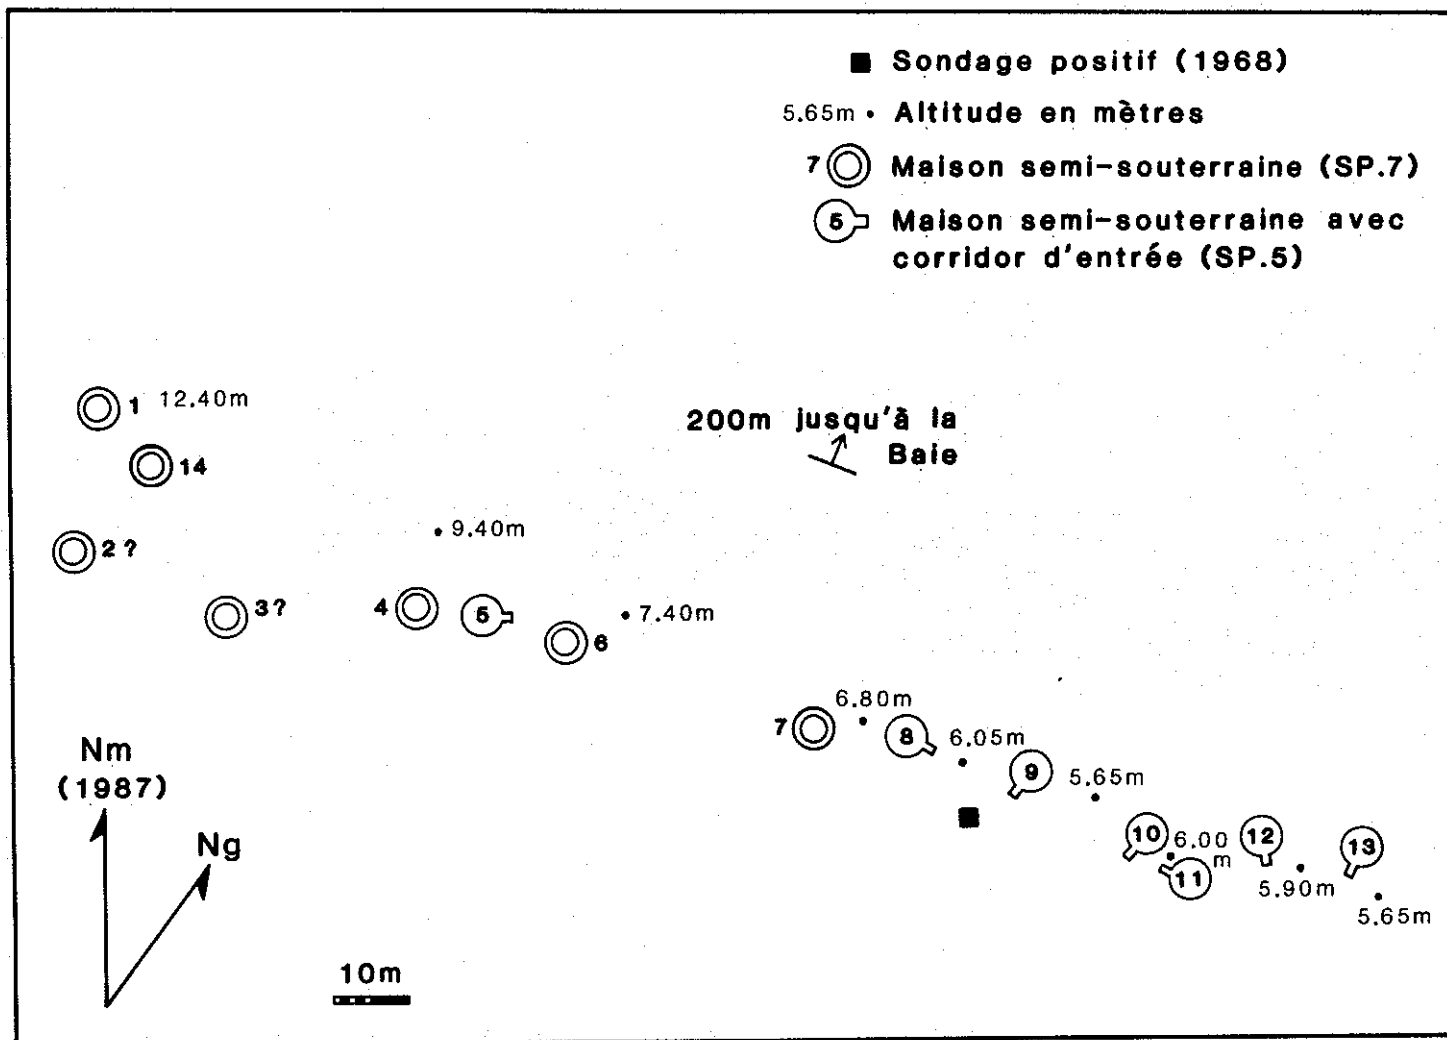 Sondage positif (1968)
5.65m • Altitude en mètres
7 Maison semi-souterraine (SP.7)
5 Maison semi-souterraine avec
corridor d'entrée (SP.5)
1 12.40m
14
200m jusqu'à la
Baie
2 ?
9.40m
3?
4
5
6
7.40m
7
6.80m
8
6.05m
9
5.65m
10
6.00
m
11
12
5.90m
13
5.65m
Nm
(1987)
Ng
10m